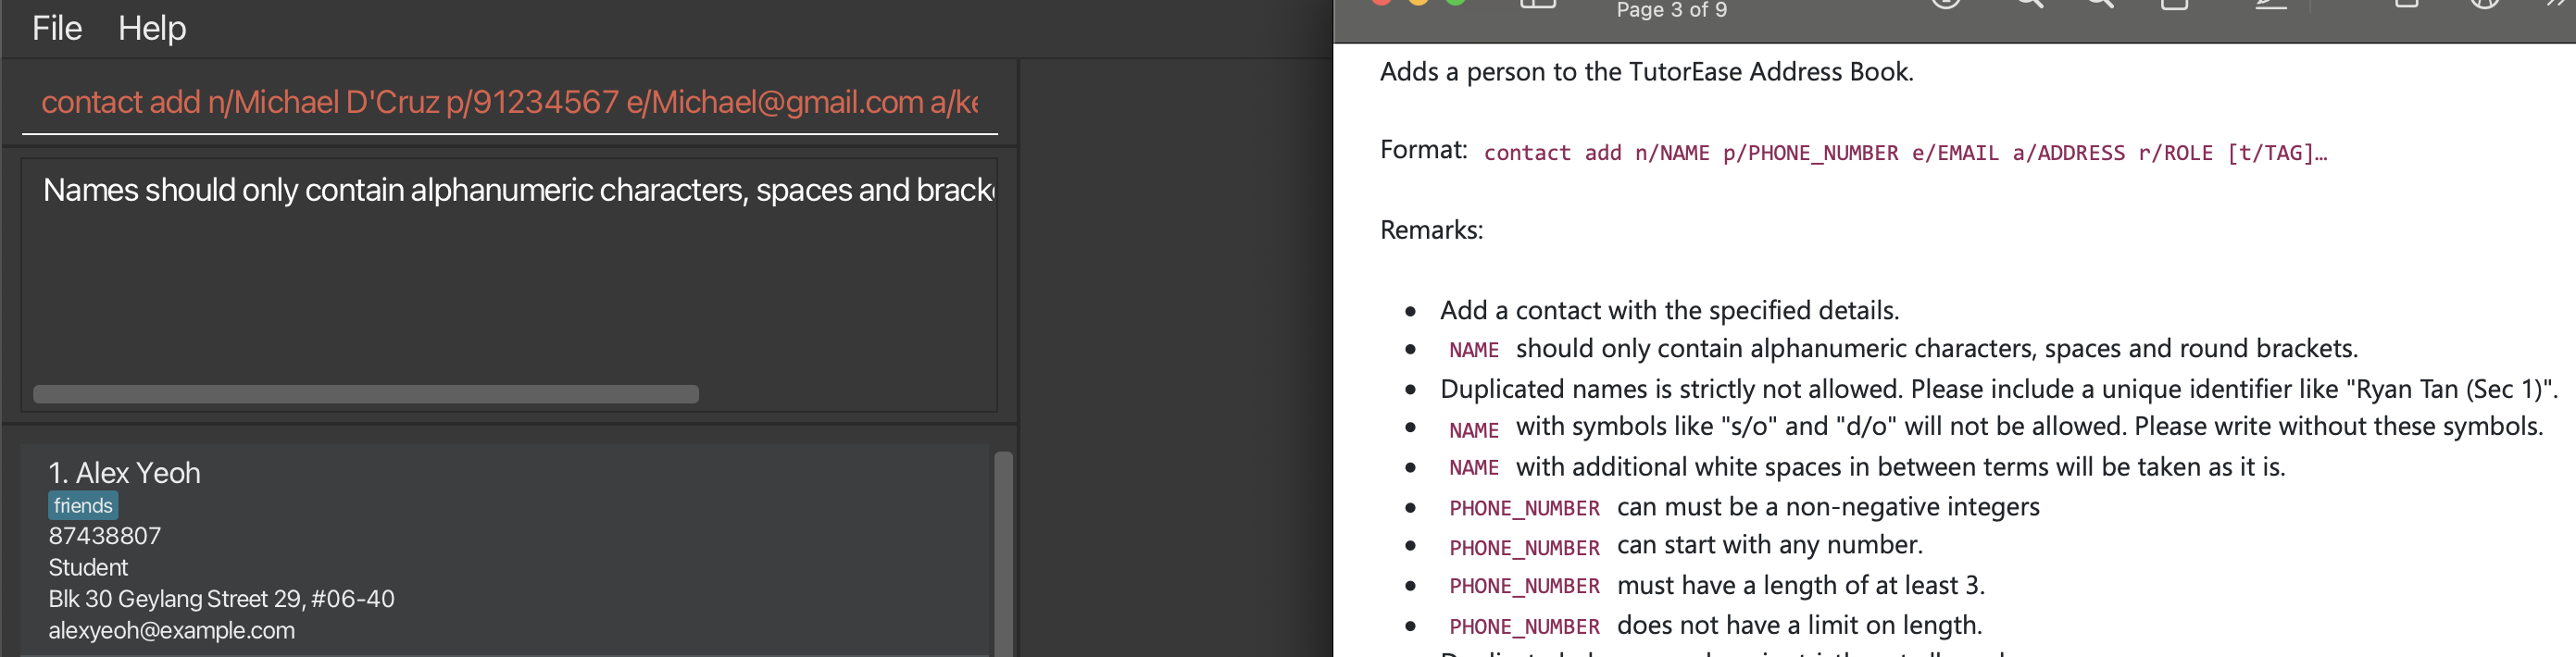 File Help
contact add n/Michael D'Cruz p/91234567 e/Michael@gmail.com a/ke
Names should only contain alphanumeric characters, spaces and brack
1. Alex Yeoh
friends
87438807
Student
Blk 30 Geylang Street 29, #06-40
alexyeoh@example.com
Page 3 of 9
Adds a person to the TutorEase Address Book.
Format: contact add n/NAME p/PHONE_NUMBER e/EMAIL a/ADDRESS r/ROLE [t/TAG]…
Remarks:
• Add a contact with the specified details.
• NAME should only contain alphanumeric characters, spaces and round brackets.
• Duplicated names is strictly not allowed. Please include a unique identifier like "Ryan Tan (Sec 1)".
• NAME with symbols like "s/o" and "d/o" will not be allowed. Please write without these symbols.
• NAME with additional white spaces in between terms will be taken as it is.
• PHONE_NUMBER can must be a non-negative integers
• PHONE_NUMBER can start with any number.
• PHONE_NUMBER must have a length of at least 3.
• PHONE_NUMBER does not have a limit on length.